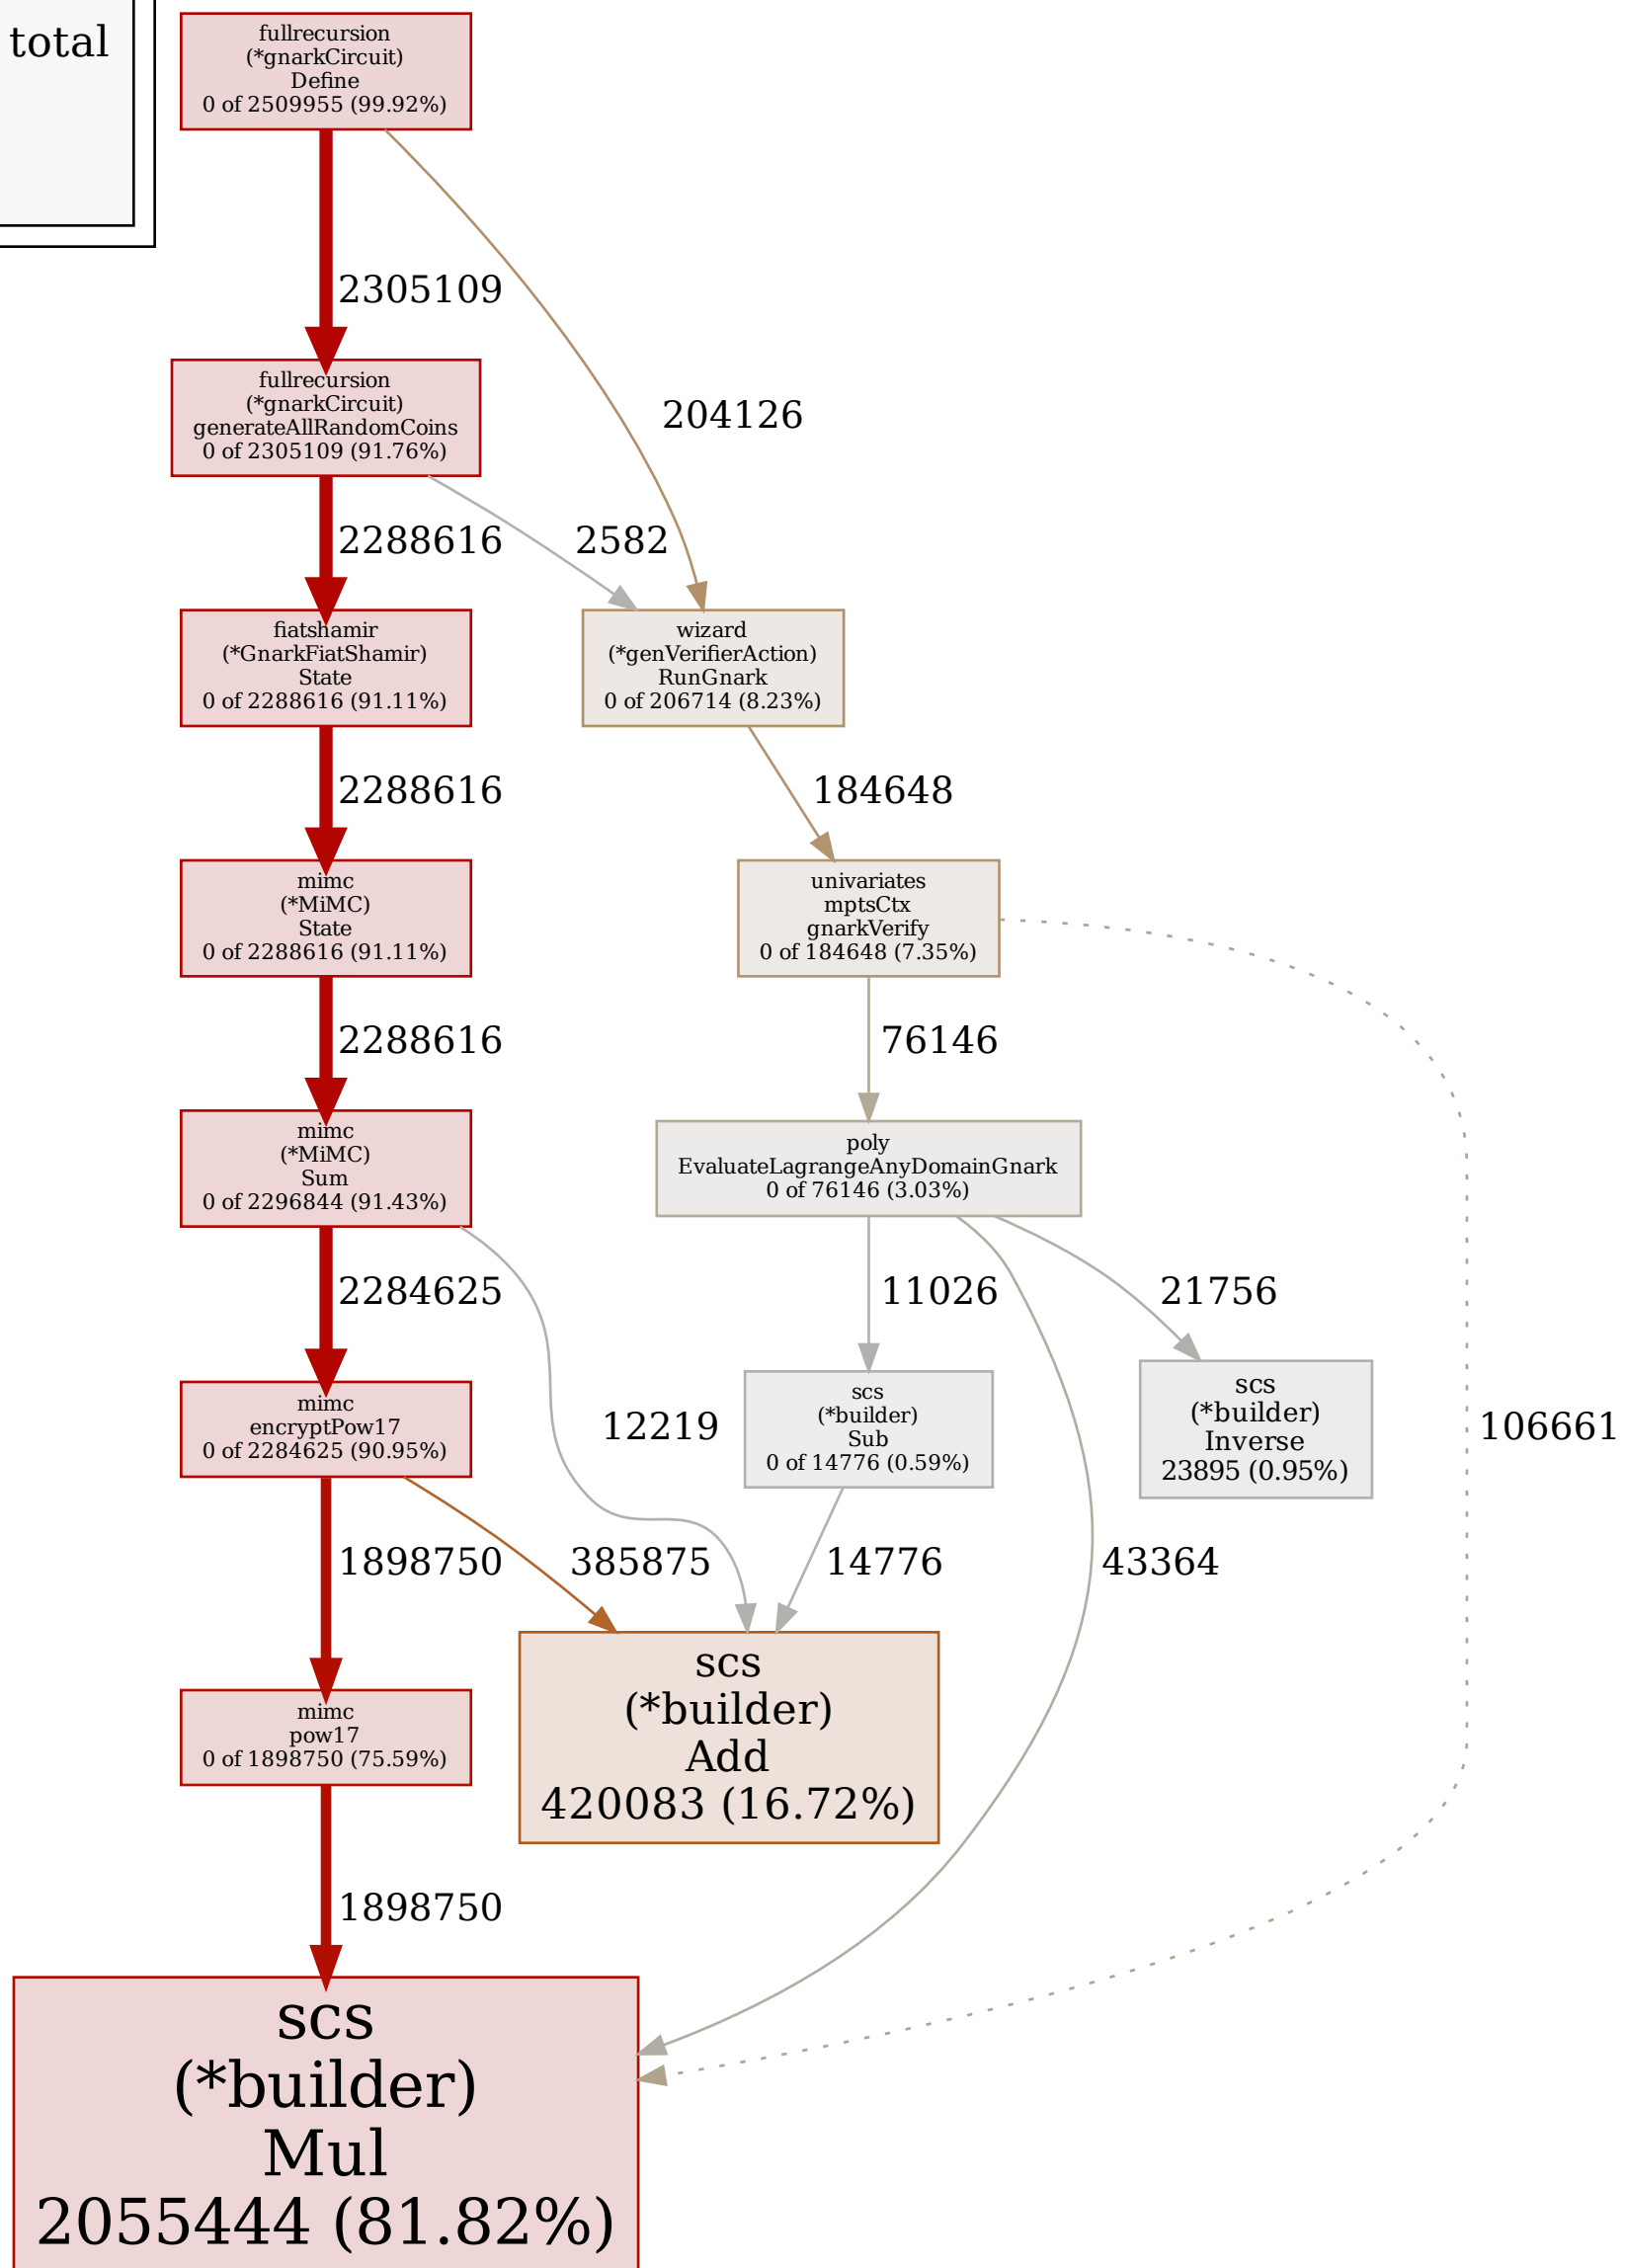 total
fullrecursion
(*gnarkCircuit)
Define
0 of 2509955 (99.92%)
2305109
204126
fullrecursion
(*gnarkCircuit)
generateAllRandomCoins
0 of 2305109 (91.76%)
2288616
2582
fiatshamir
(*GnarkFiatShamir)
State
0 of 2288616 (91.11%)
wizard
(*genVerifierAction)
RunGnark
0 of 206714 (8.23%)
2288616
184648
mimc
(*MiMC)
State
0 of 2288616 (91.11%)
univariates
mptsCtx
gnarkVerify
0 of 184648 (7.35%)
2288616
76146
mimc
(*MiMC)
Sum
0 of 2296844 (91.43%)
poly
EvaluateLagrangeAnyDomainGnark
0 of 76146 (3.03%)
2284625
11026
21756
mimc
encryptPow17
0 of 2284625 (90.95%)
12219
scs
(*builder)
Sub
0 of 14776 (0.59%)
scs
(*builder)
Inverse
23895 (0.95%)
106661
1898750
385875
14776
43364
mimc
pow17
0 of 1898750 (75.59%)
scs
(*builder)
Add
420083 (16.72%)
1898750
scs
(*builder)
Mul
2055444 (81.82%)